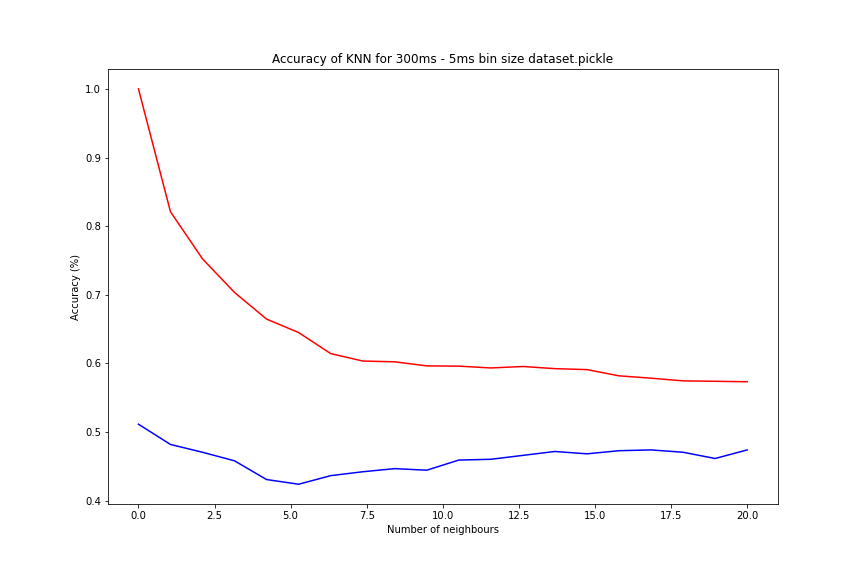 Accuracy of KNN for 300ms - 5ms bin size dataset.pickle
1.0
0.9
0.8
0.7
0.6
0.5
0.4
Accuracy (%)
0.0 2.5 5.0 7.5 10.0 12.5 15.0 17.5 20.0
Number of neighbours